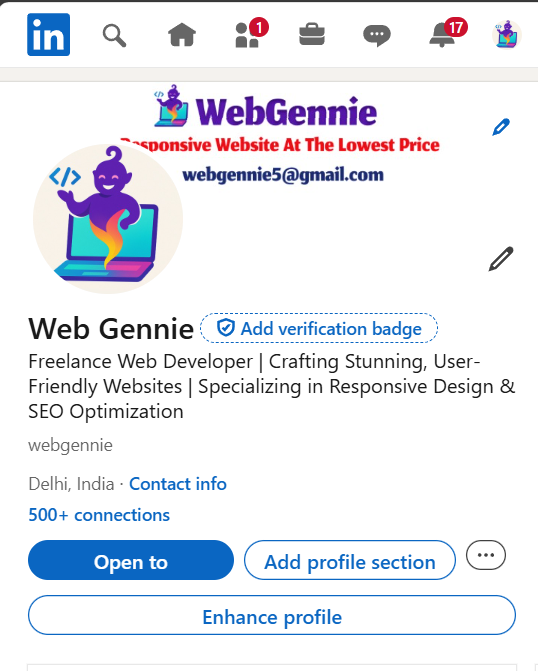 in
1
17
WebGennie
Responsive Website At The Lowest Price
webgennie5@gmail.com
</>
Web Gennie
Add verification badge
Freelance Web Developer | Crafting Stunning, User-
Friendly Websites | Specializing in Responsive Design &
SEO Optimization
webgennie
Delhi, India · Contact info
500+ connections
Open to
Add profile section
Enhance profile